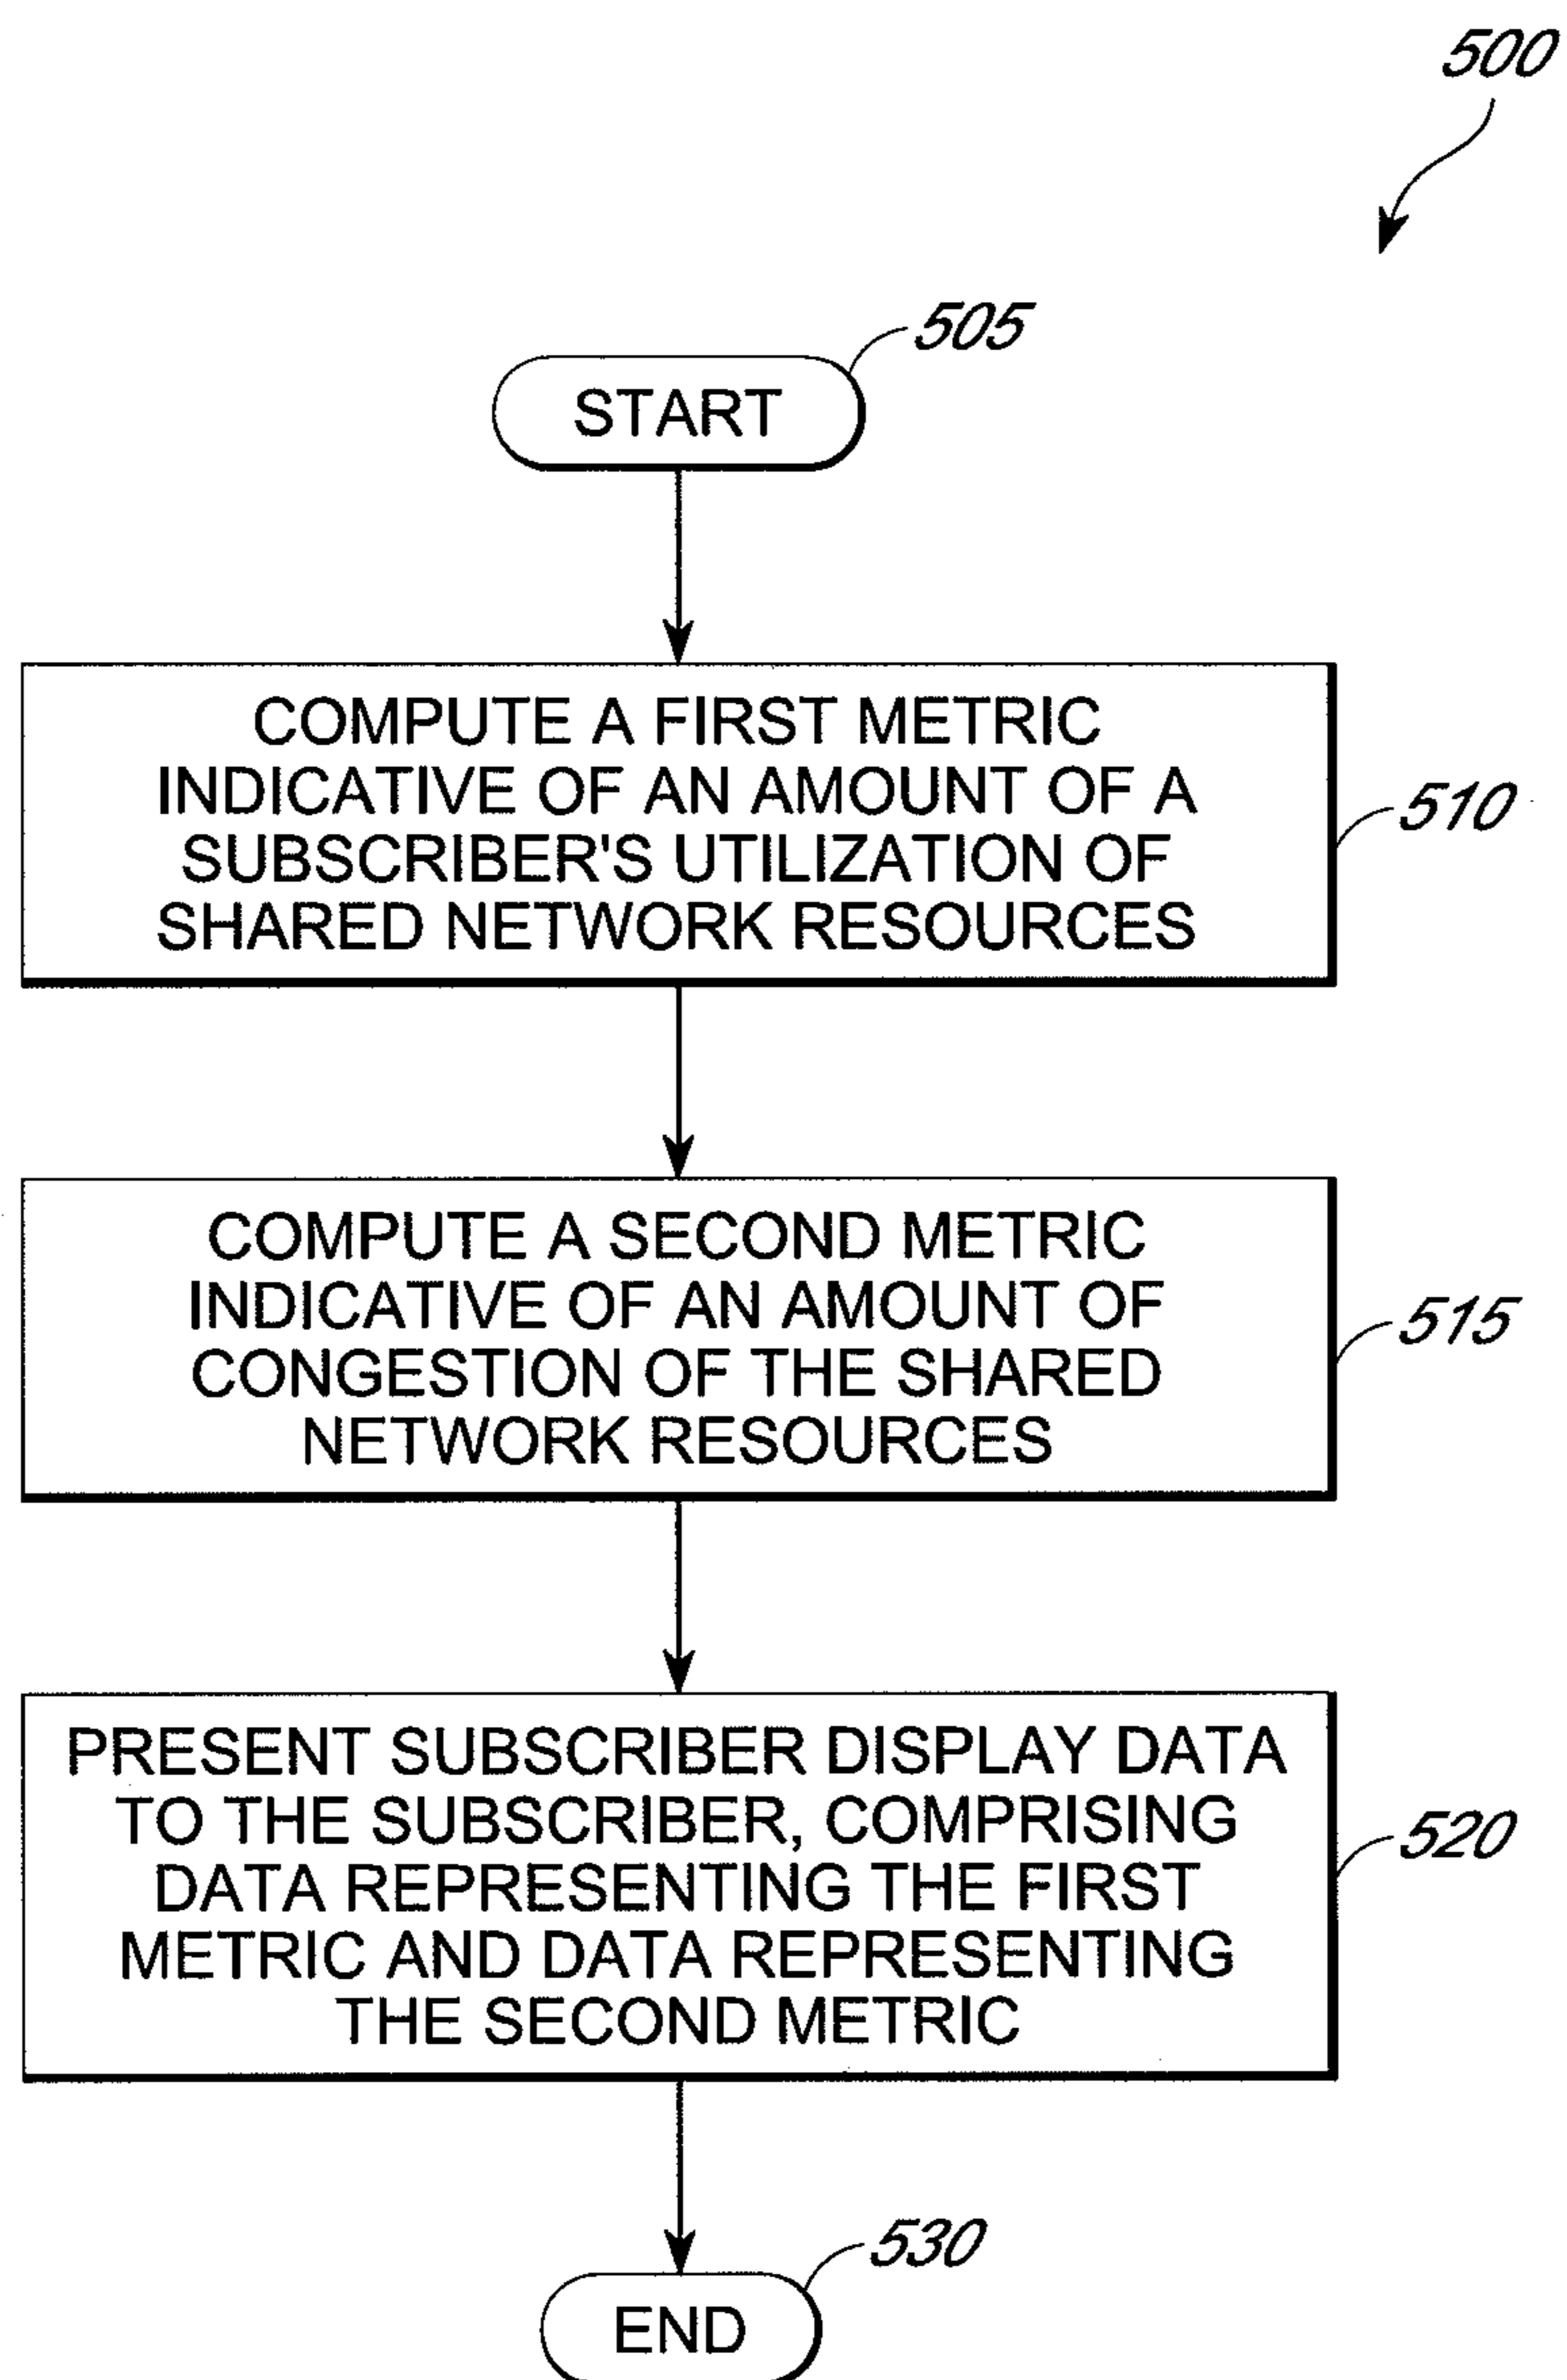 500
505
START
COMPUTE A FIRST METRIC
INDICATIVE OF AN AMOUNT OF A
SUBSCRIBER'S UTILIZATION OF
SHARED NETWORK RESOURCES
510
COMPUTE A SECOND METRIC
INDICATIVE OF AN AMOUNT OF
CONGESTION OF THE SHARED
NETWORK RESOURCES
515
PRESENT SUBSCRIBER DISPLAY DATA
TO THE SUBSCRIBER, COMPRISING
DATA REPRESENTING THE FIRST
METRIC AND DATA REPRESENTING
THE SECOND METRIC
520
530
END